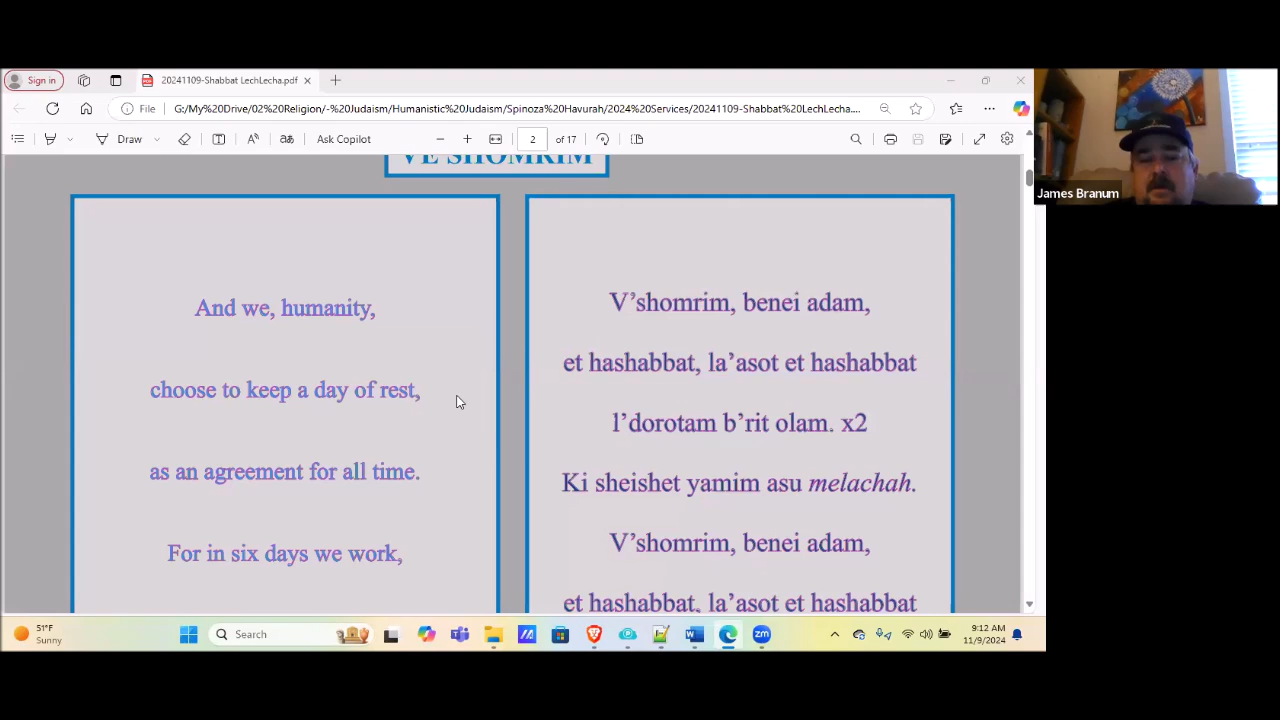 Sign in
20241109-Shabbat LechLecha.pdf
File
G:/My%20Drive/02%20Religion/-%20Judaism/Humanistic%20Judaism/Spinoza%20Havurah/2024%20Services/20241109-Shabbat%20LechLecha....
Draw
Ask Copilot
2 of 17
VE SHOMRIM
And we, humanity,
choose to keep a day of rest,
as an agreement for all time.
For in six days we work,
V'shomrim, benei adam,
et hashabbat, la'asot et hashabbat
l'dorotam b'rit olam. x2
Ki sheishet yamim asu melachah.
V'shomrim, benei adam,
et hashabbat, la'asot et hashabbat
James Branum
51°F
Sunny
Search
zm
9:12 AM
11/9/2024